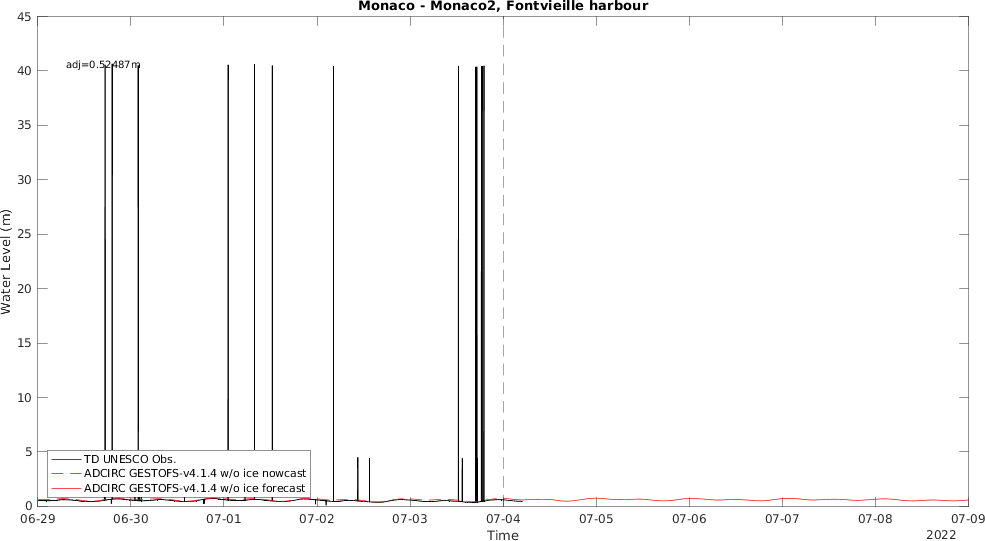 Monaco - Monaco2, Fontvieille harbour
45
40
35
30
25
20
15
10
5
0
Water Level (m)
adj=0.52487m
TD UNESCO Obs.
ADCIRC GESTOFS-v4.1.4 w/o ice nowcast
ADCIRC GESTOFS-v4.1.4 w/o ice forecast
06-29 06-30 07-01 07-02 07-03 07-04 07-05 07-06 07-07 07-08 07-09
Time
2022